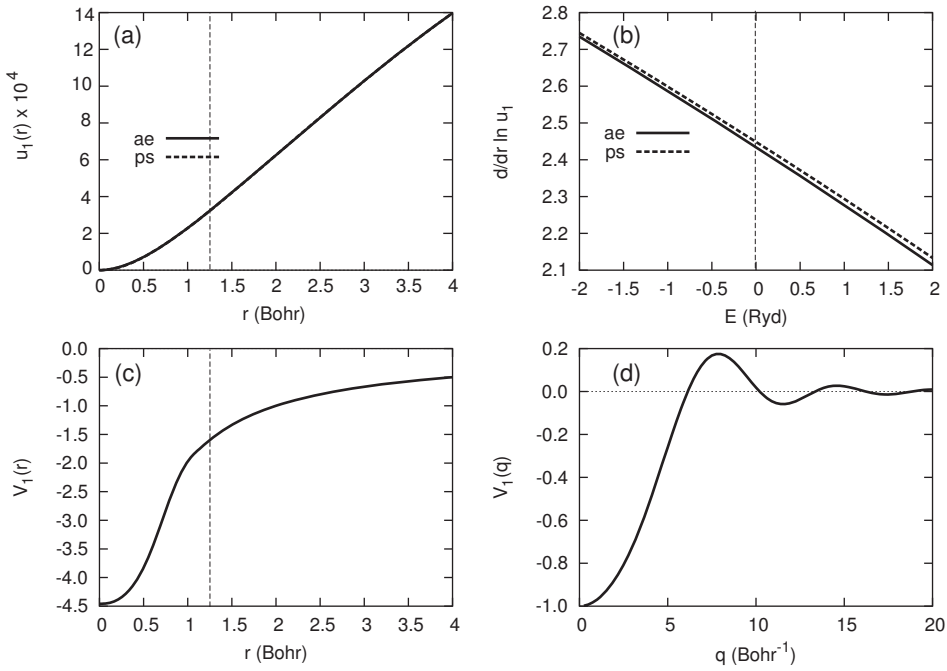 (a)
u1(r) x 10^4
14
12
10
8
6
4
2
0
ae
ps
0 0.5 1 1.5 2 2.5 3 3.5 4
r (Bohr)
(b)
d/dr ln u1
2.8
2.7
2.6
2.5
2.4
2.3
2.2
2.1
ae
ps
-2 -1.5 -1 -0.5 0 0.5 1 1.5 2
E (Ryd)
(c)
V1(r)
0.0
-0.5
-1.0
-1.5
-2.0
-2.5
-3.0
-3.5
-4.0
-4.5
0 0.5 1 1.5 2 2.5 3 3.5 4
r (Bohr)
(d)
V1(q)
0.2
0.0
-0.2
-0.4
-0.6
-0.8
-1.0
0 5 10 15 20
q (Bohr-1)